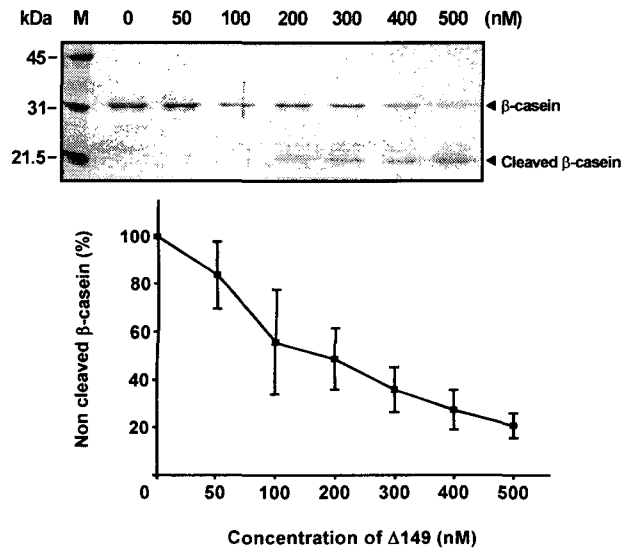 kDa M 0 50 100 200 300 400 500 (nM)
45
31 β-casein
21.5 Cleaved β-casein
Non cleaved β-casein (%)
100
80
60
40
20
0 50 100 200 300 400 500
Concentration of Δ149 (nM)